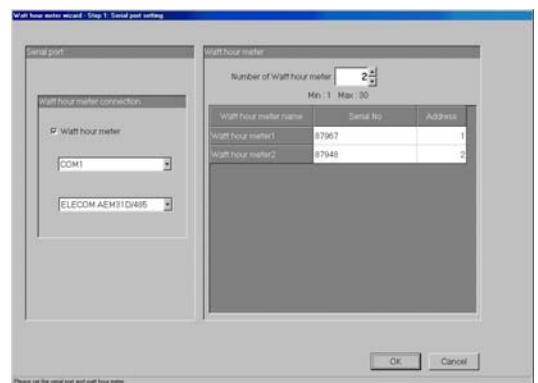 Watt hour meter wizard - Step 1: Serial port setting
Serial port
Watt hour meter connection
Watt hour meter
COM1
ELECOM AEM31D/485
Watt hour meter
Number of Watt hour meter 2
Min : 1 Max : 30
Watt hour meter name Serial No Address
Watt hour meter1 87967 1
Watt hour meter2 87948 2
OK Cancel
Please set the serial port and watt hour meter.